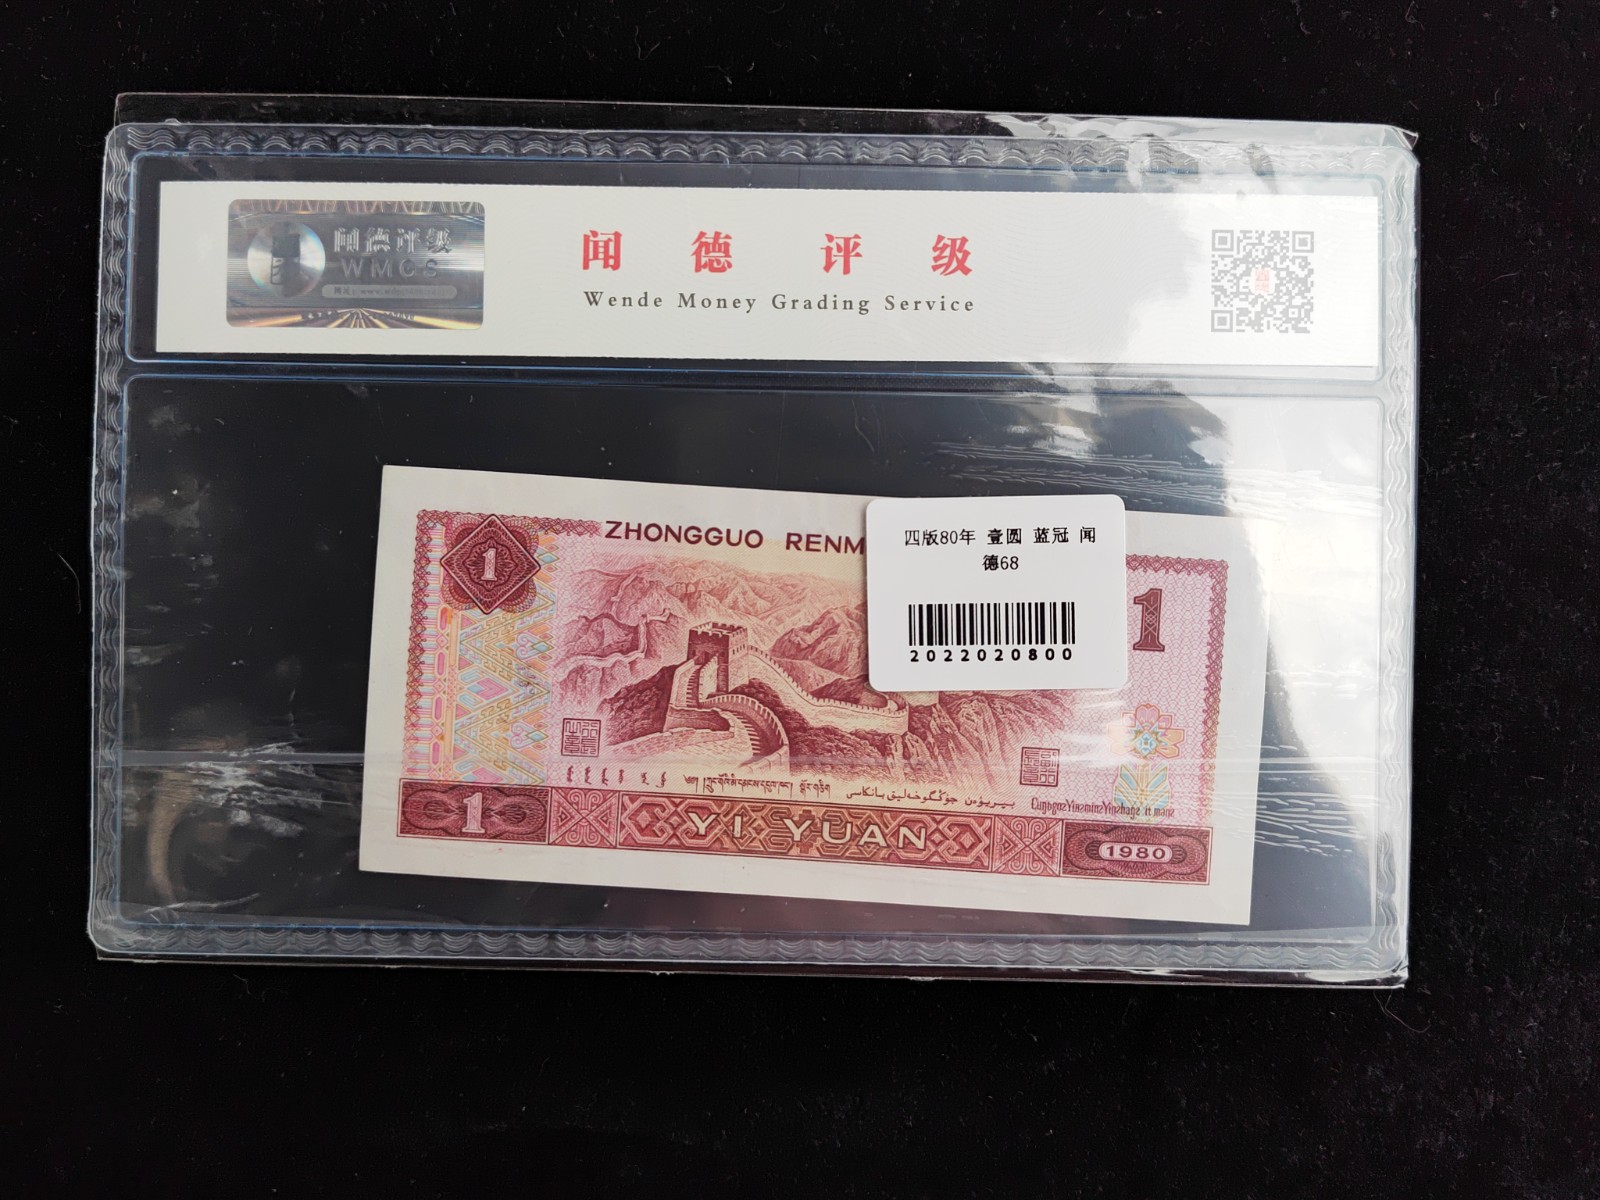 闻德评级
WMCS
闻 德 评 级
Wende Money Grading Service
ZHONGGUO RENM
1
四版80年 壹圆 蓝冠 闻
德68
2022020800
1
1
YI YUAN
1980